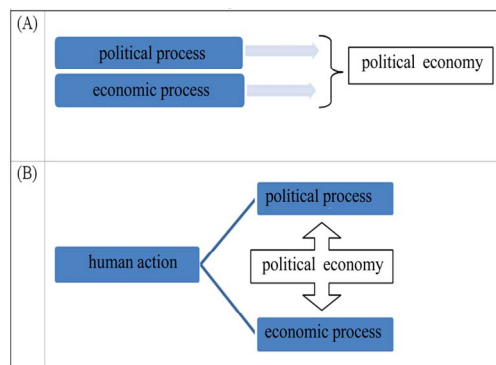 (A)
political process
economic process
political economy
(B)
political process
human action
political economy
economic process